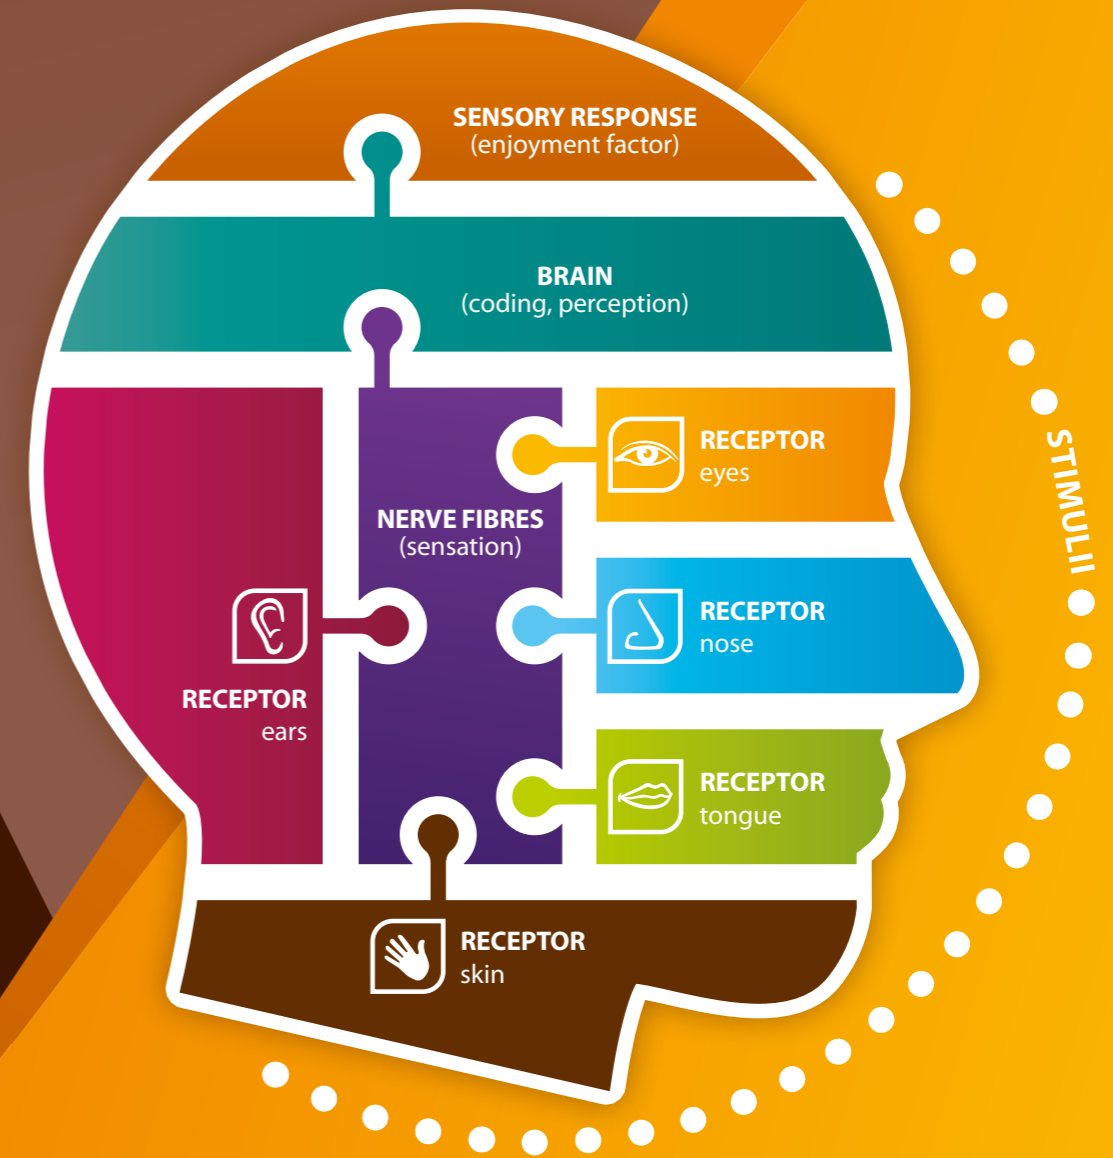 SENSORY RESPONSE
(enjoyment factor)
BRAIN
(coding, perception)
RECEPTOR
eyes
NERVE FIBRES
(sensation)
RECEPTOR
nose
RECEPTOR
ears
RECEPTOR
tongue
RECEPTOR
skin
STIMULII